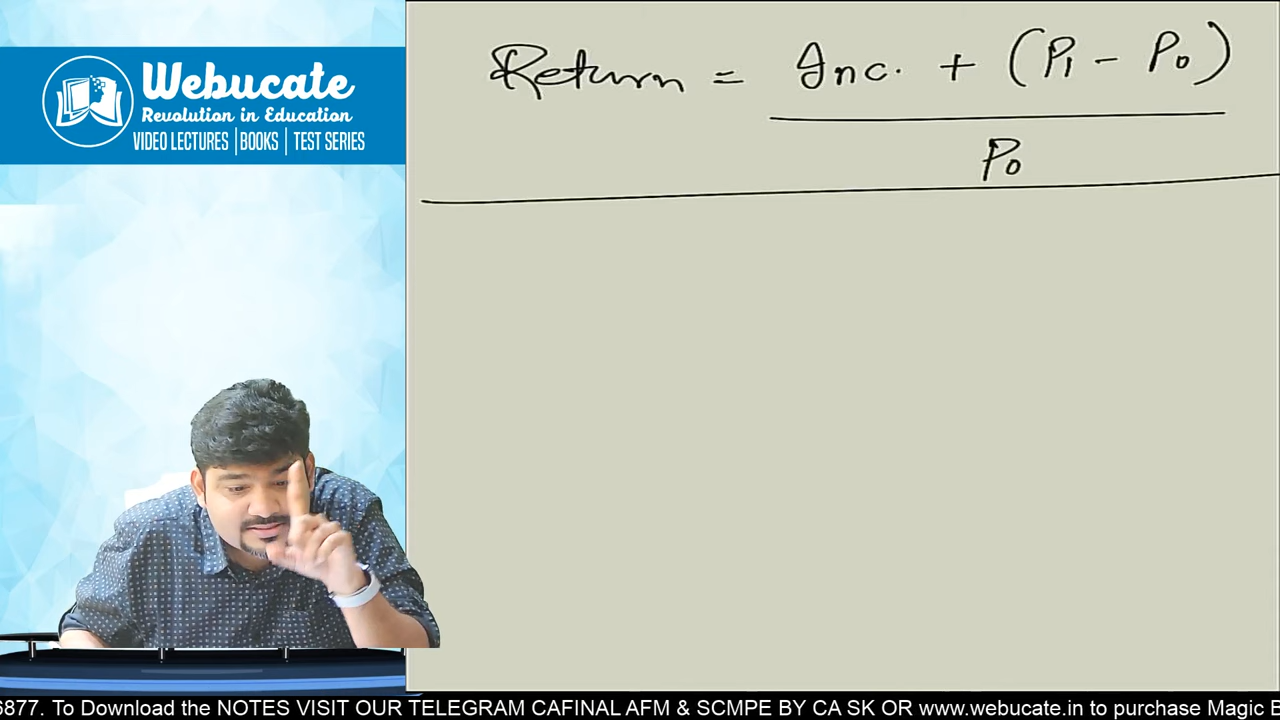 Webucate
Revolution in Education
VIDEO LECTURES | BOOKS | TEST SERIES
Return = Inc. + (P₁ - P₀)
P₀
6877. To Download the NOTES VISIT OUR TELEGRAM CAFINAL AFM & SCMPE BY CA SK OR www.webucate.in to purchase Magic